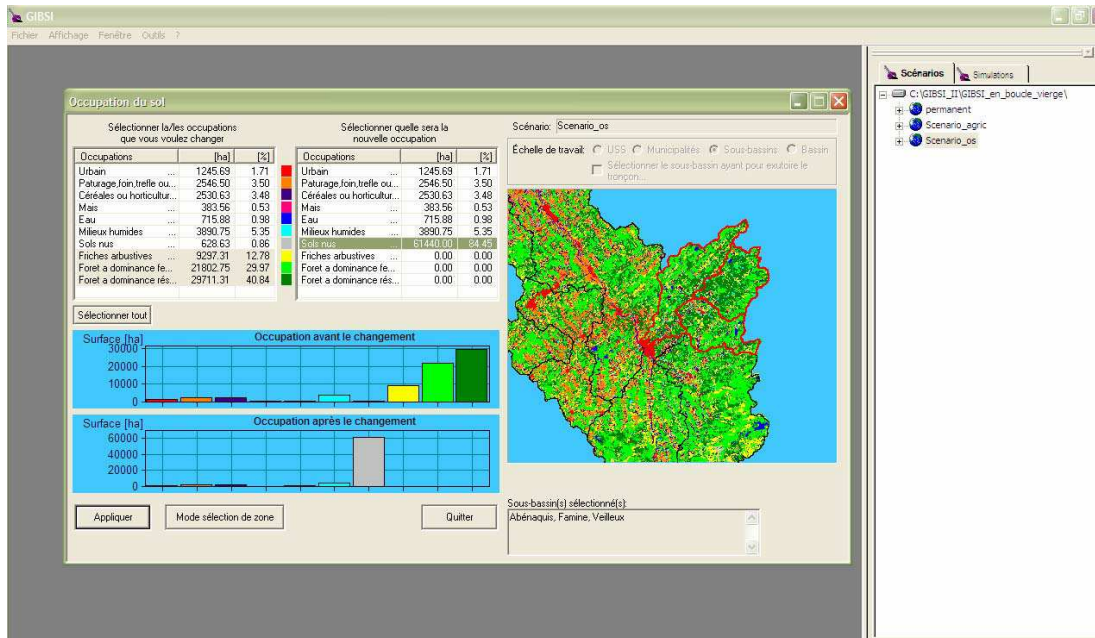 GIBSI
Fichier Affichage Fenêtre Outils ?
Scénarios Simulations
C:\GIBSI_II\GIBSI_en_boucle_vierge\
permanent
Scenario_agric
Scenario_os
Occupation du sol
Sélectionner la/les occupations
que vous voulez changer
Occupations [ha] [%]
Urbain ... 1245.69 1.71
Paturage,foin,trefle ou... 2546.50 3.50
Céréales ou horticultur... 2530.63 3.48
Mais ... 383.56 0.53
Eau ... 715.88 0.98
Milieux humides ... 3890.75 5.35
Sols nus ... 628.63 0.86
Friches arbustives ... 9297.31 12.78
Foret a dominance fe... 21802.75 29.97
Foret a dominance rés... 29711.31 40.84
Sélectionner quelle sera la
nouvelle occupation
Occupations [ha] [%]
Urbain ... 1245.69 1.71
Paturage,foin,trefle ou... 2546.50 3.50
Céréales ou horticultur... 2530.63 3.48
Mais ... 383.56 0.53
Eau ... 715.88 0.98
Milieux humides ... 3890.75 5.35
Sols nus ... 61440.00 84.45
Friches arbustives ... 0.00 0.00
Foret a dominance fe... 0.00 0.00
Foret a dominance rés... 0.00 0.00
Scénario: Scenario_os
Échelle de travail: USS Municipalités Sous-bassins Bassin
Sélectionner le sous-bassin ayant pour exutoire le
tronçon...
Sélectionner tout
Surface [ha] Occupation avant le changement
30000
20000
10000
0
Surface [ha] Occupation après le changement
60000
40000
20000
0
Appliquer Mode sélection de zone Quitter
Sous-bassin(s) sélectionné(s):
Abénaquis, Famine, Veilleux